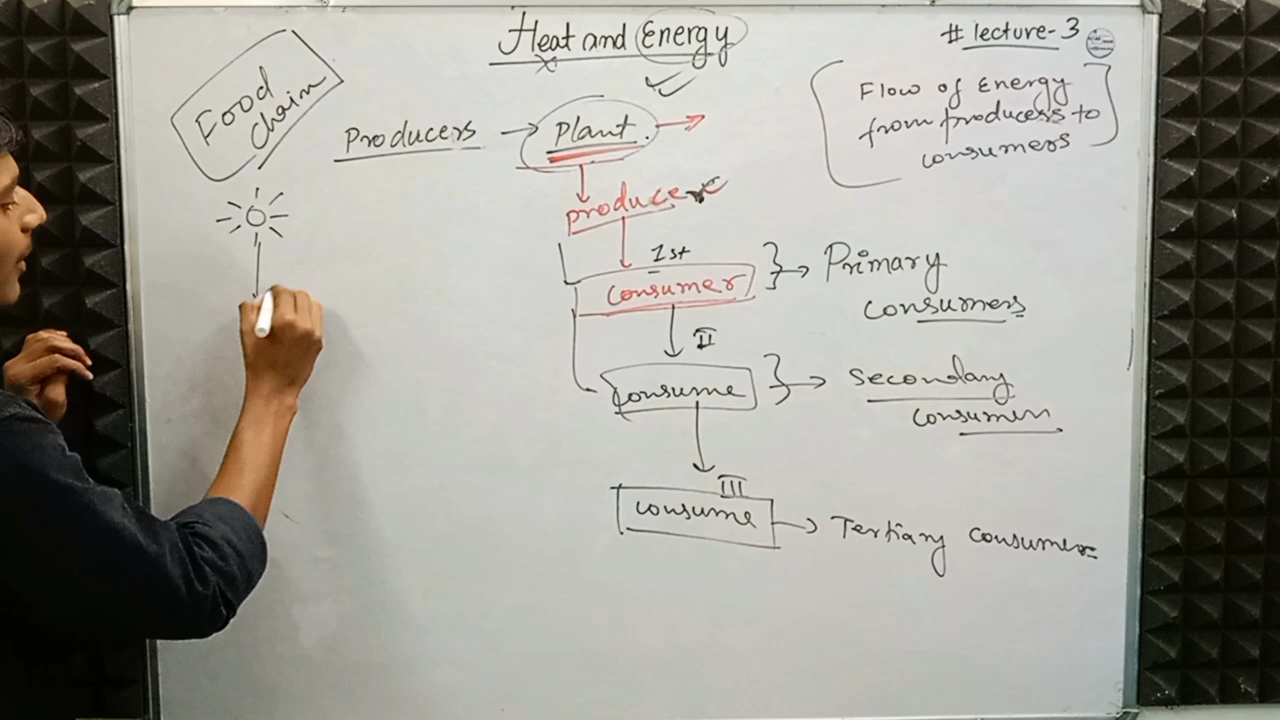 Heat and Energy
# lecture-3
Food
chain
Flow of Energy
from producers to
consumers
Producers → Plant →
producer
1st
consumer
Primary
consumers
II
consume
Secondary
consumers
III
consume
Tertiary consumers